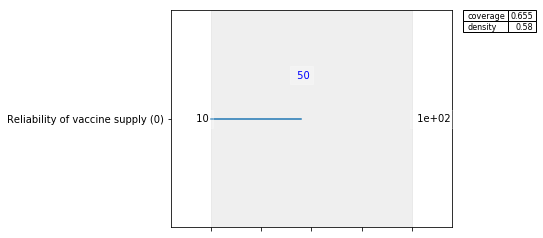 coverage 0.655
density 0.58
50
Reliability of vaccine supply (0) 10 1e+02